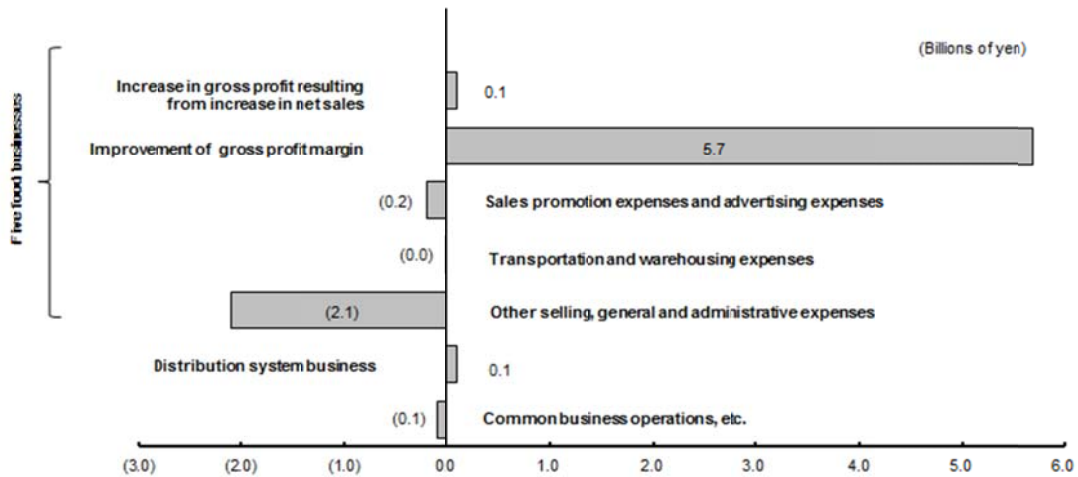 (Billions of yen)
Five food businesses
Increase in gross profit resulting
from increase in net sales
0.1
Improvement of gross profit margin
5.7
(0.2)
Sales promotion expenses and advertising expenses
(0.0)
Transportation and warehousing expenses
(2.1)
Other selling, general and administrative expenses
Distribution system business
0.1
(0.1)
Common business operations, etc.
(3.0) (2.0) (1.0) 0.0 1.0 2.0 3.0 4.0 5.0 6.0